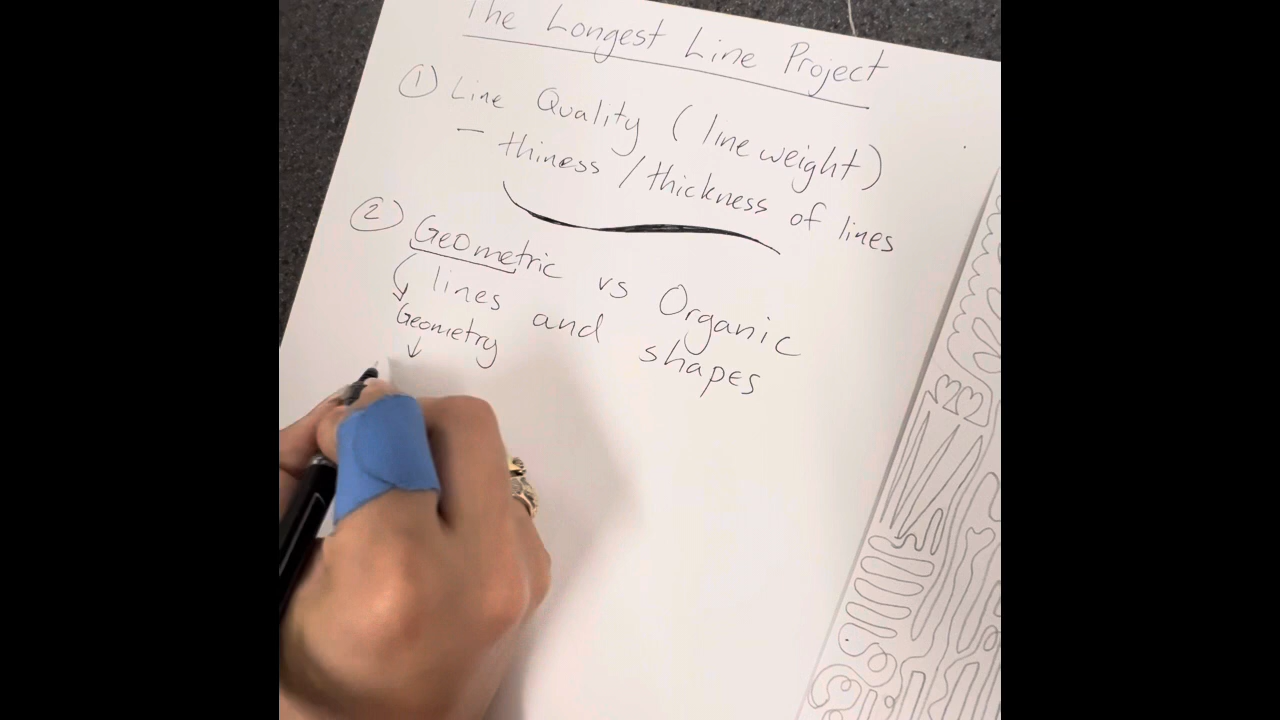 The Longest Line Project
① Line Quality (line weight)
– thiness / thickness of lines
② Geometric vs Organic
lines and shapes
Geometry